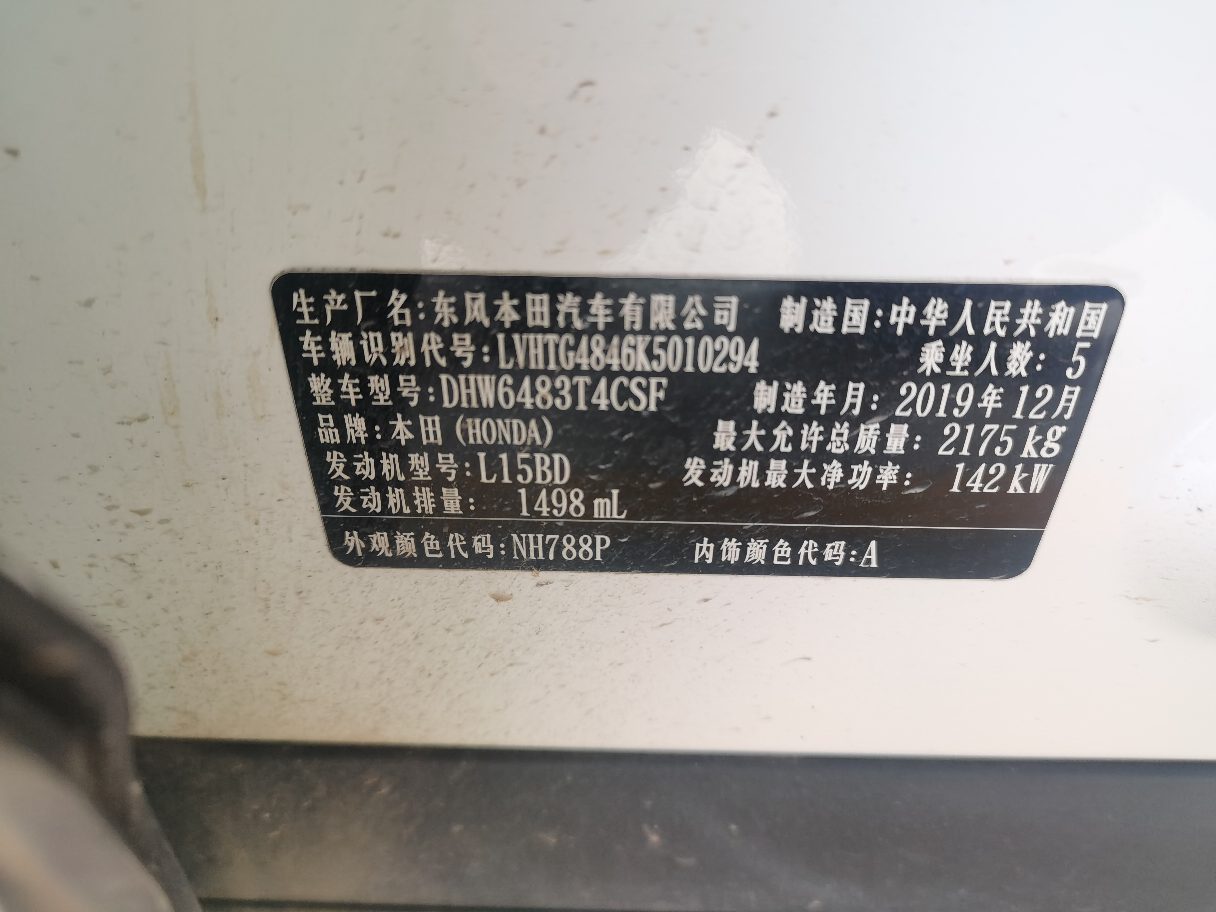 生产厂名:东风本田汽车有限公司 制造国:中华人民共和国
车辆识别代号:LVHTG4846K5010294 乘坐人数: 5
整车型号:DHW6483T4CSF 制造年月: 2019年12月
品牌:本田 (HONDA) 最大允许总质量: 2175kg
发动机型号:L15BD 发动机最大净功率: 142kW
发动机排量: 1498mL
外观颜色代码:NH788P 内饰颜色代码:A